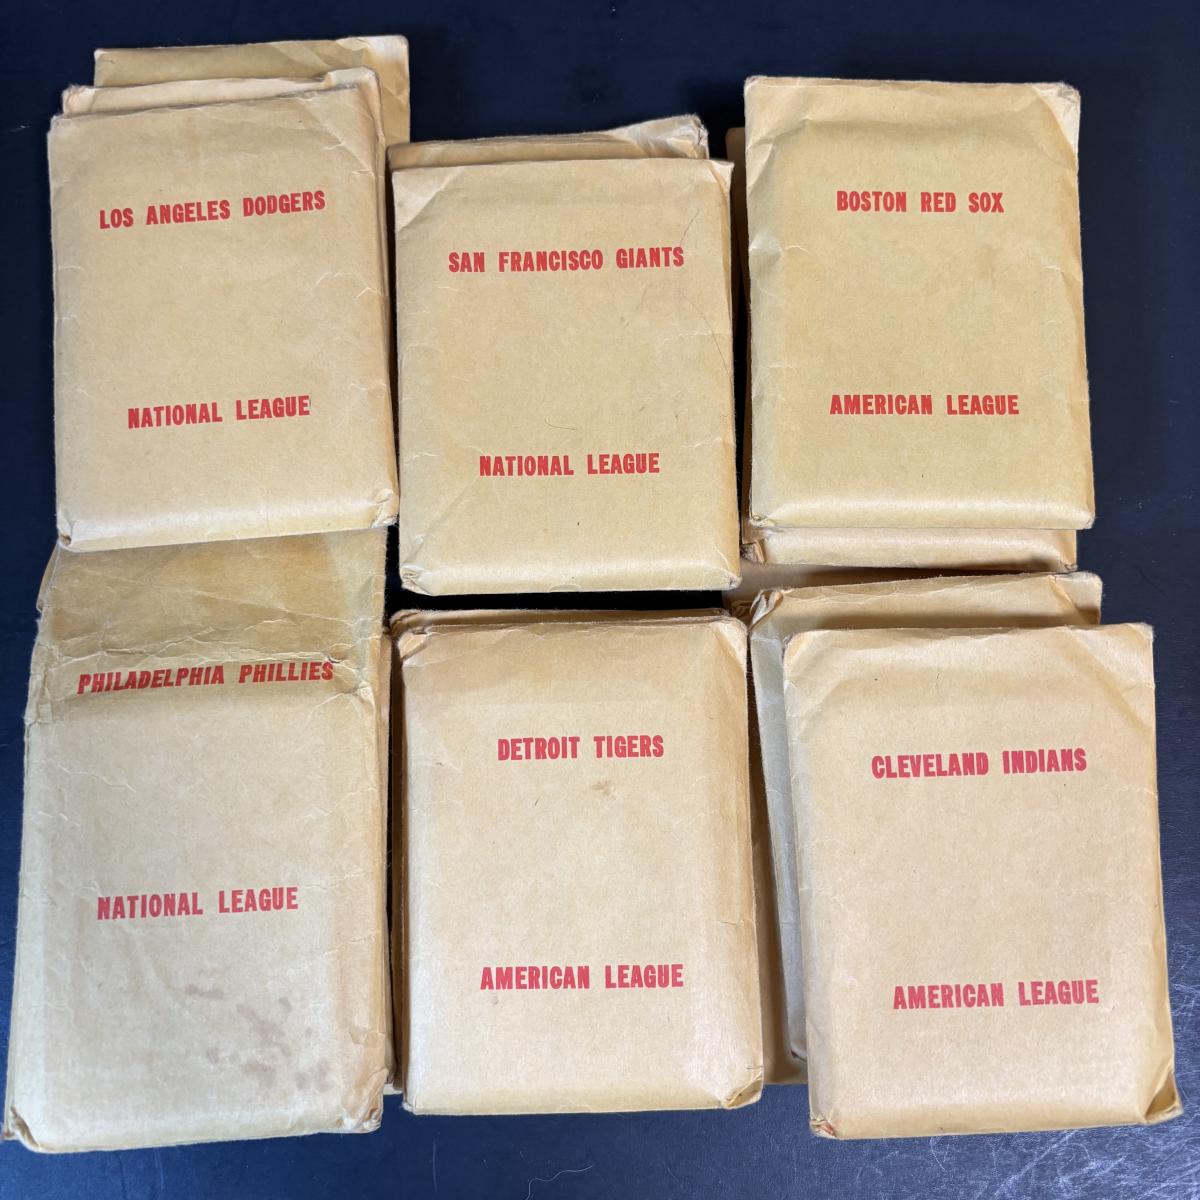 LOS ANGELES DODGERS
NATIONAL LEAGUE
SAN FRANCISCO GIANTS
NATIONAL LEAGUE
BOSTON RED SOX
AMERICAN LEAGUE
PHILADELPHIA PHILLIES
NATIONAL LEAGUE
DETROIT TIGERS
AMERICAN LEAGUE
CLEVELAND INDIANS
AMERICAN LEAGUE